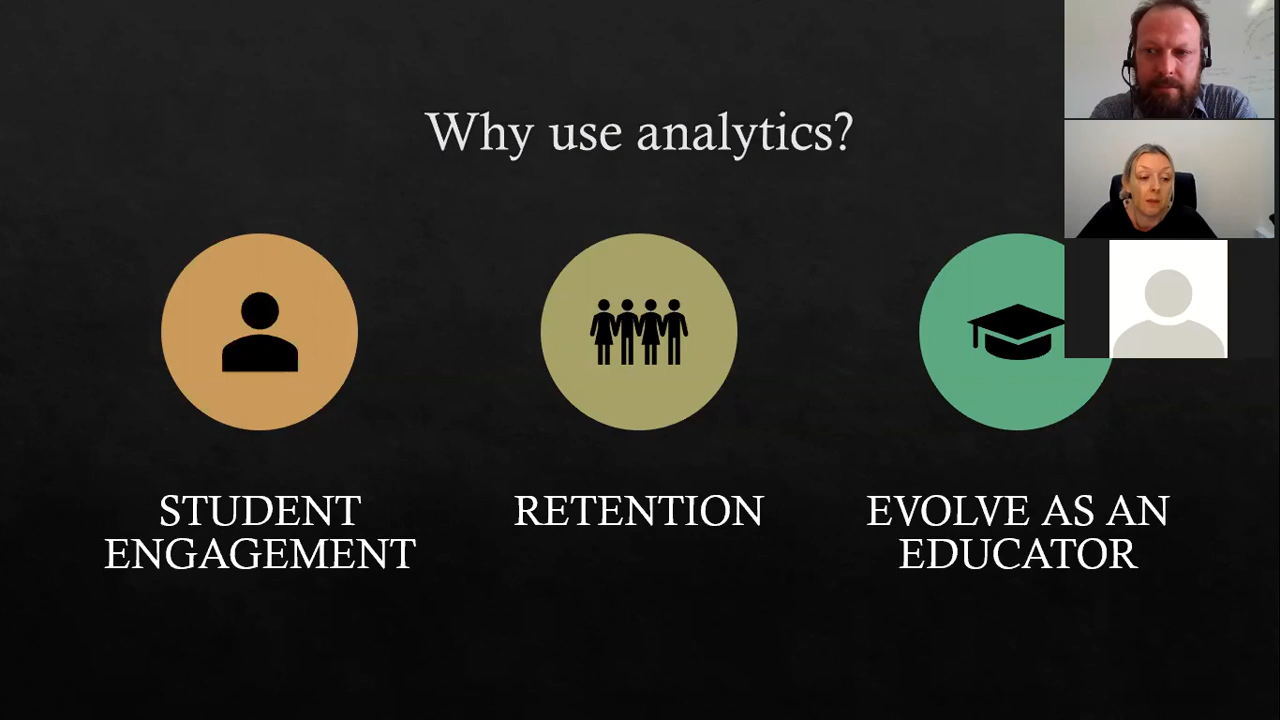 Why use analytics?
STUDENT
ENGAGEMENT
RETENTION
EVOLVE AS AN
EDUCATOR